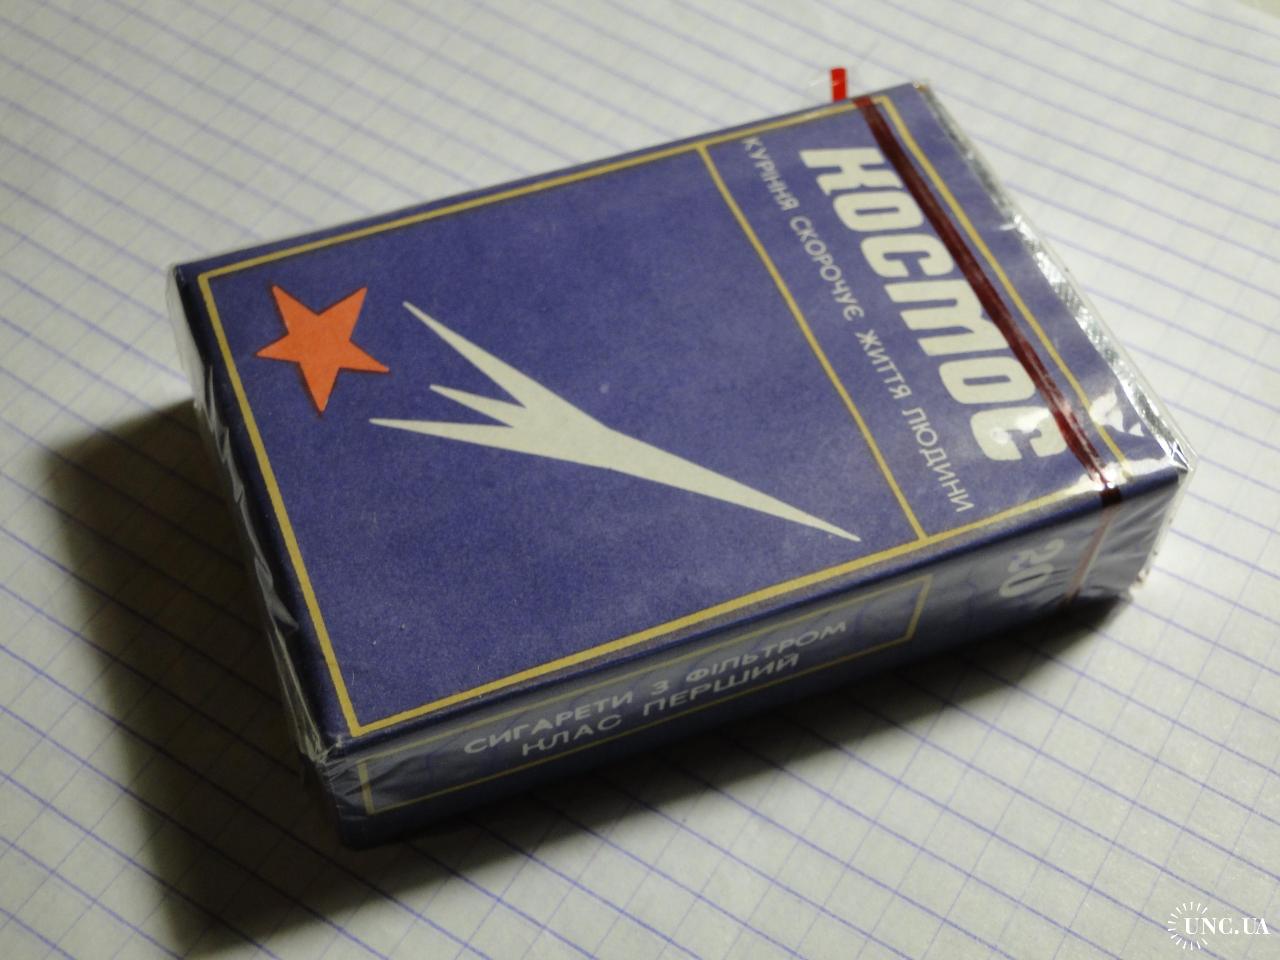 КОСМОС
КУРІННЯ СКОРОЧУЄ ЖИТТЯ ЛЮДИНИ
20
СИГАРЕТИ З ФІЛЬТРОМ
КЛАС ПЕРШИЙ
UNC.UA